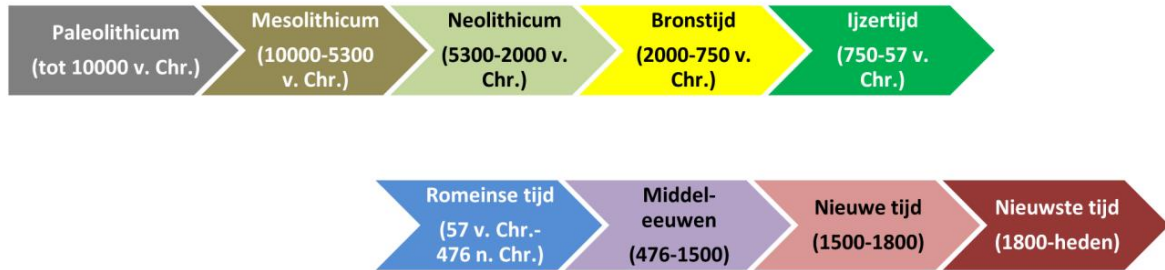 Paleolithicum
(tot 10000 v. Chr.)
Mesolithicum
(10000-5300
v. Chr.)
Neolithicum
(5300-2000 v.
Chr.)
Bronstijd
(2000-750 v.
Chr.)
Ijzertijd
(750-57 v.
Chr.)
Romeinse tijd
(57 v. Chr.-
476 n. Chr.)
Middel-
eeuwen
(476-1500)
Nieuwe tijd
(1500-1800)
Nieuwste tijd
(1800-heden)